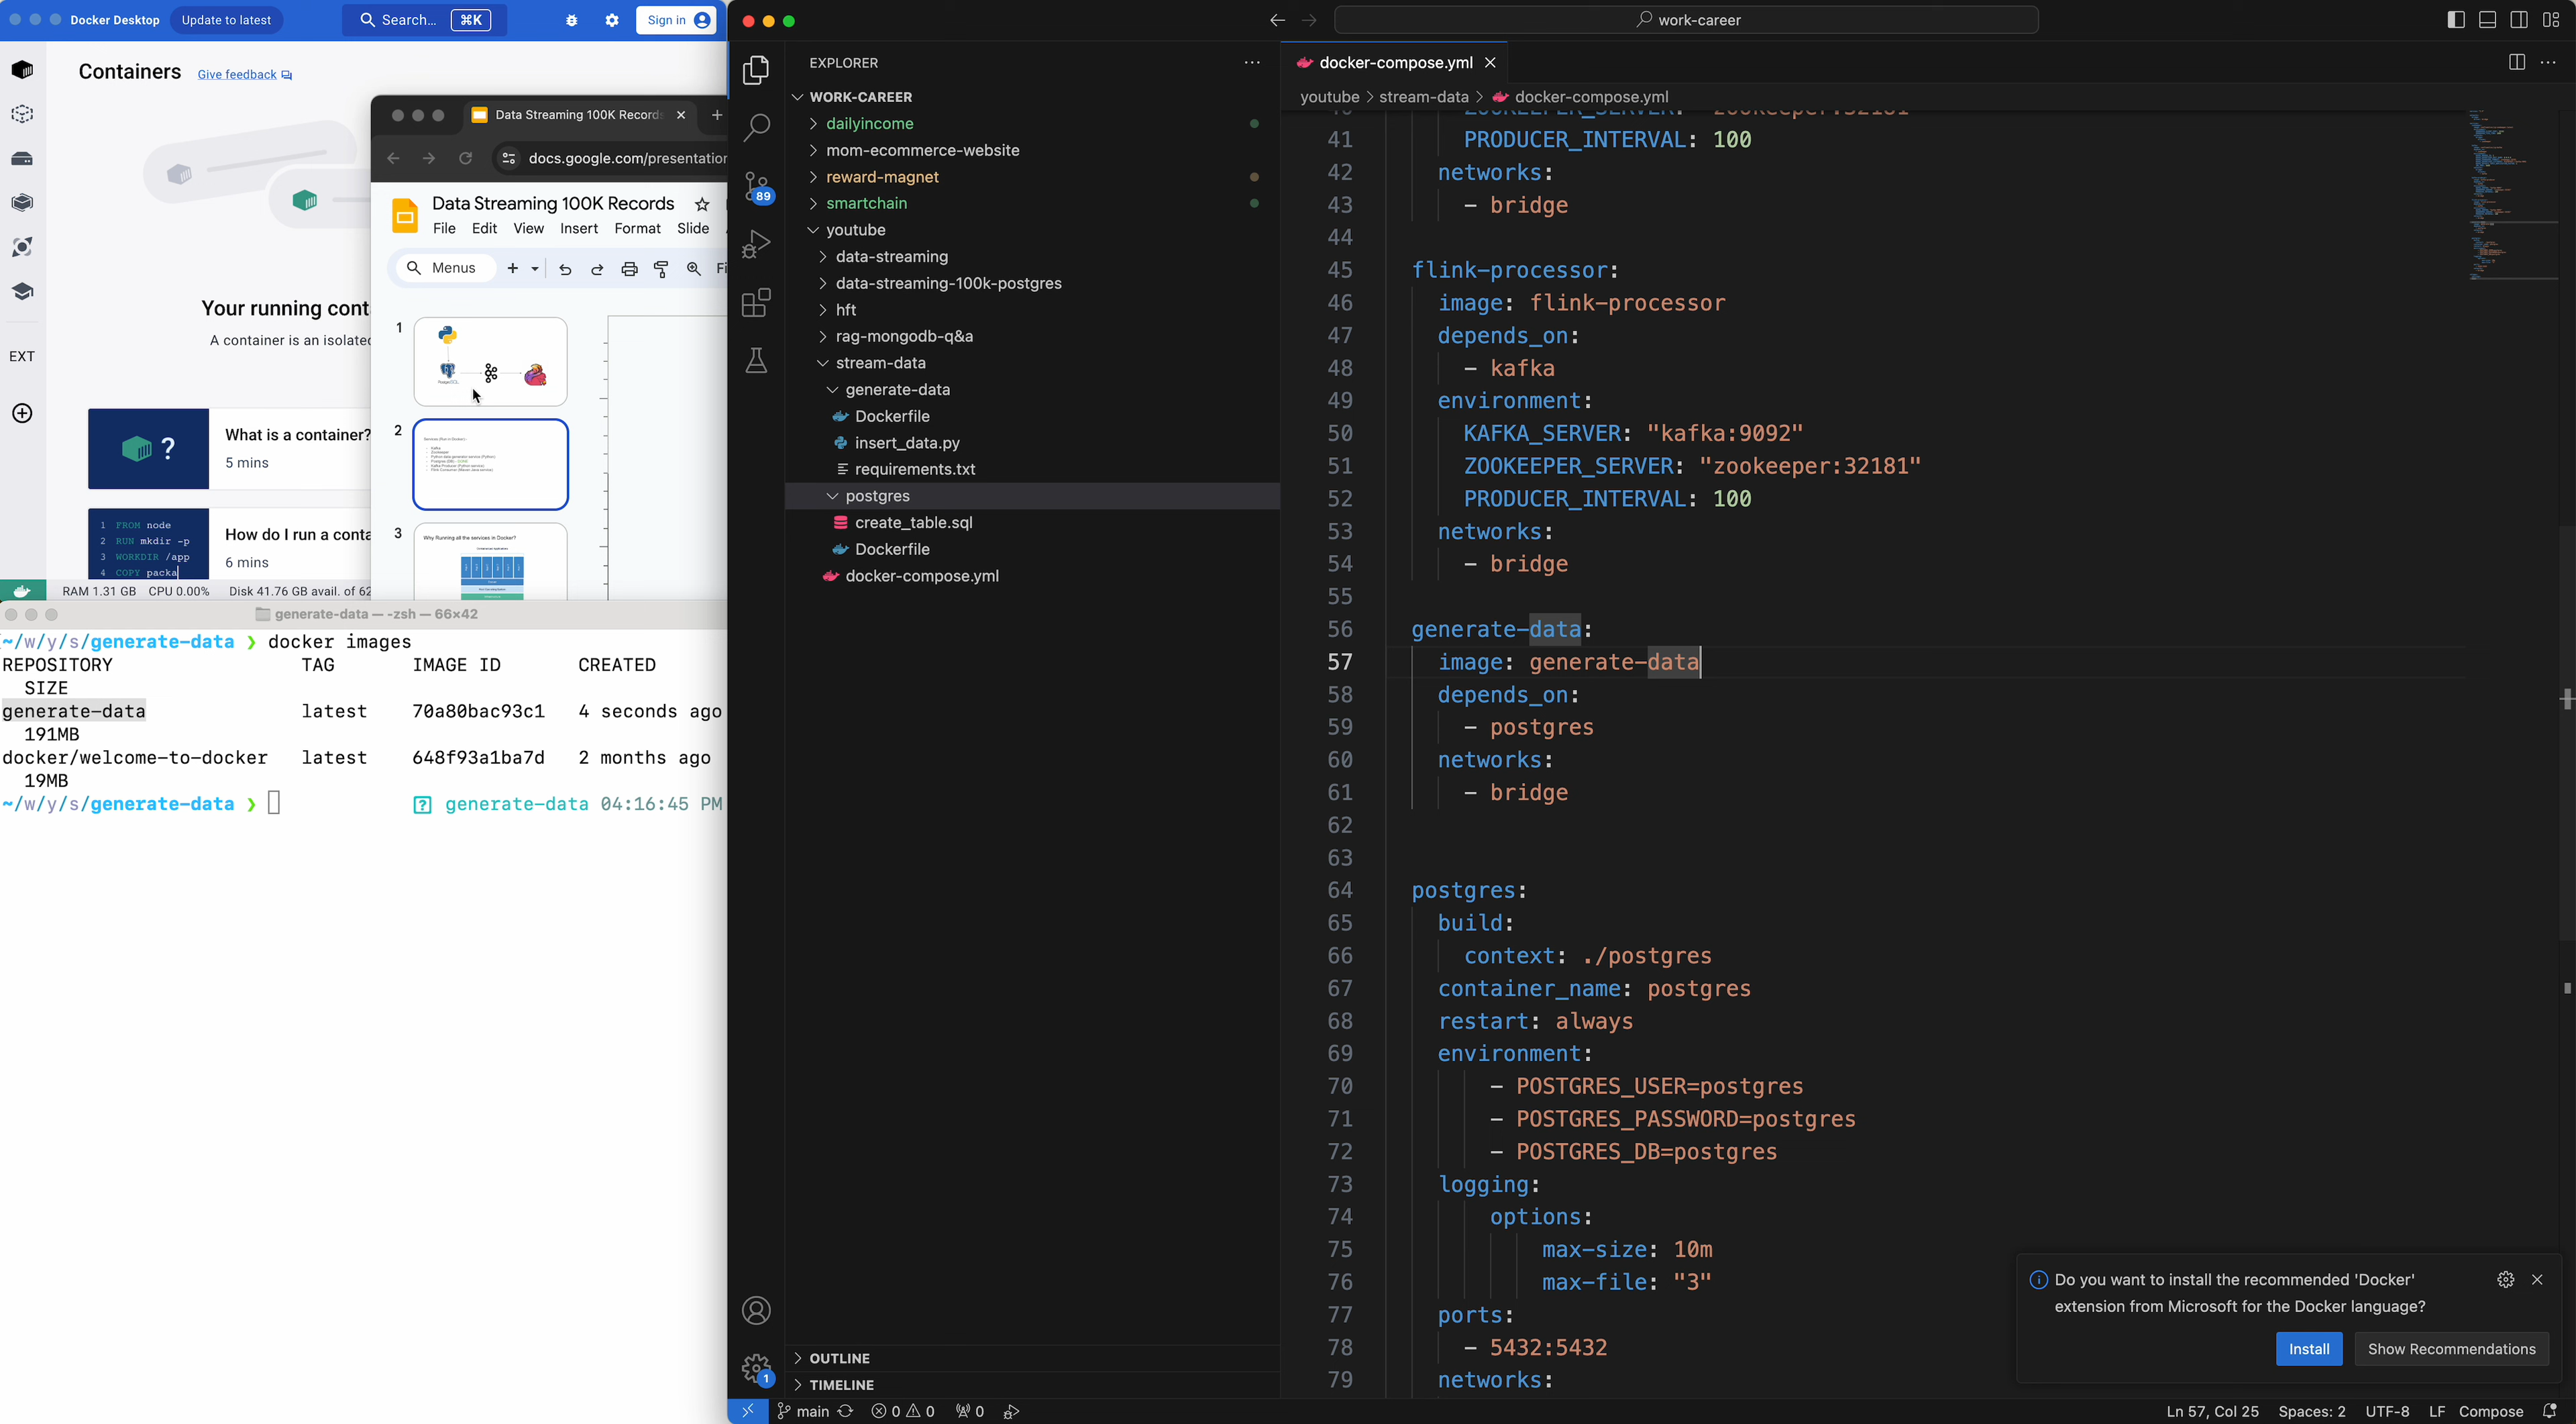 Docker Desktop
Update to latest
Search... ⌘K
Sign in
Containers
Give feedback
Your running cont
A container is an isolate
EXT
What is a container?
5 mins
?
1 FROM node
2 RUN mkdir -p
3 WORKDIR /app
4 COPY packa
How do I run a conta
6 mins
RAM 1.31 GB CPU 0.00% Disk 41.76 GB avail. of 62
Data Streaming 100K Records
docs.google.com/presentation
Data Streaming 100K Records
File Edit View Insert Format Slide
Menus
1
2
3
Why Running all the services in Docker?
generate-data — -zsh — 66×42
~/w/y/s/generate-data ❯ docker images
REPOSITORY TAG IMAGE ID CREATED
SIZE
generate-data latest 70a80bac93c1 4 seconds ago
191MB
docker/welcome-to-docker latest 648f93a1ba7d 2 months ago
19MB
~/w/y/s/generate-data ❯ ? generate-data 04:16:45 PM
work-career
EXPLORER
WORK-CAREER
dailyincome
mom-ecommerce-website
reward-magnet
smartchain
youtube
data-streaming
data-streaming-100k-postgres
hft
rag-mongodb-q&a
stream-data
generate-data
Dockerfile
insert_data.py
requirements.txt
postgres
create_table.sql
Dockerfile
docker-compose.yml
OUTLINE
TIMELINE
89
1
docker-compose.yml
youtube > stream-data > docker-compose.yml
41 PRODUCER_INTERVAL: 100
42 networks:
43 - bridge
44
45 flink-processor:
46 image: flink-processor
47 depends_on:
48 - kafka
49 environment:
50 KAFKA_SERVER: "kafka:9092"
51 ZOOKEEPER_SERVER: "zookeeper:32181"
52 PRODUCER_INTERVAL: 100
53 networks:
54 - bridge
55
56 generate-data:
57 image: generate-data
58 depends_on:
59 - postgres
60 networks:
61 - bridge
62
63
64 postgres:
65 build:
66 context: ./postgres
67 container_name: postgres
68 restart: always
69 environment:
70 - POSTGRES_USER=postgres
71 - POSTGRES_PASSWORD=postgres
72 - POSTGRES_DB=postgres
73 logging:
74 options:
75 max-size: 10m
76 max-file: "3"
77 ports:
78 - 5432:5432
79 networks:
Do you want to install the recommended 'Docker'
extension from Microsoft for the Docker language?
Install
Show Recommendations
main 0 0 0
Ln 57, Col 25 Spaces: 2 UTF-8 LF Compose